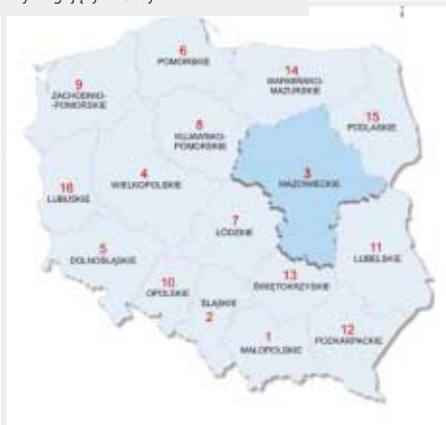 6
POMORSKIE
14
WARMIŃSKO-
MAZURSKIE
9
ZACHODNIO-
-POMORSKIE
15
PODLASKIE
8
KUJAWSKO-
POMORSKIE
3
MAZOWIECKIE
4
WIELKOPOLSKIE
16
LUBUSKIE
7
ŁÓDZKIE
5
DOLNOŚLĄSKIE
11
LUBELSKIE
13
ŚWIĘTOKRZYSKIE
10
OPOLSKIE
ŚLĄSKIE
2
12
PODKARPACKIE
1
MAŁOPOLSKIE